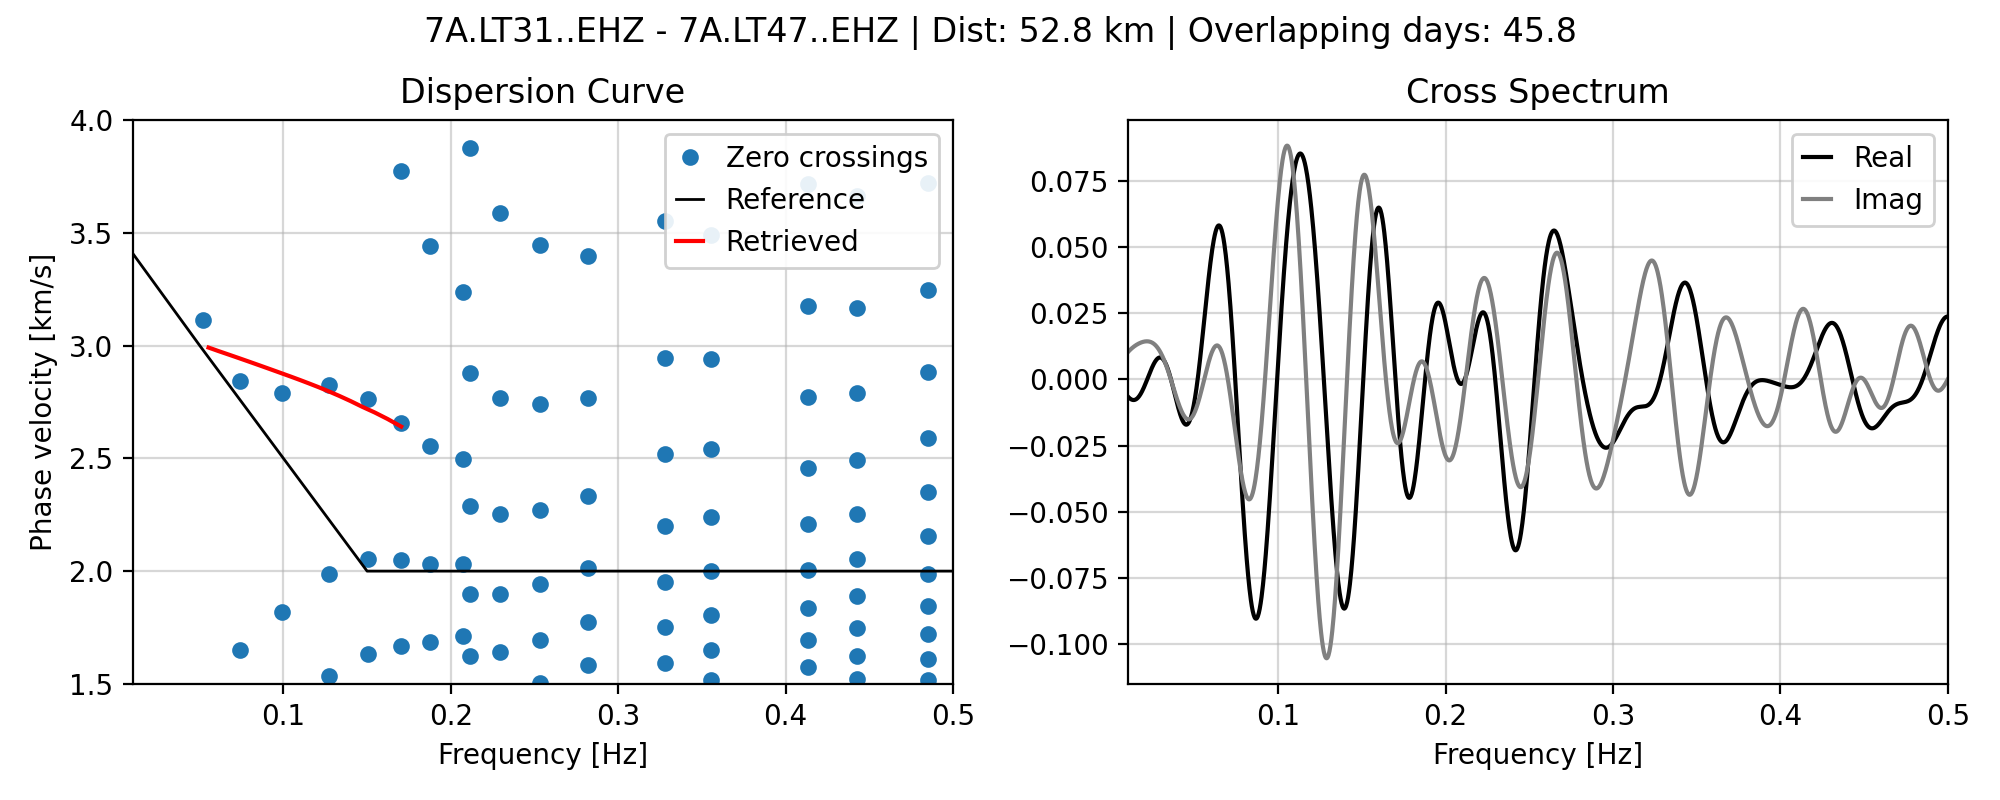 7A.LT31..EHZ - 7A.LT47..EHZ | Dist: 52.8 km | Overlapping days: 45.8
Dispersion Curve
4.0
3.5
3.0
2.5
2.0
1.5
Phase velocity [km/s]
Zero crossings
Reference
Retrieved
0.1
0.2
0.3
0.4
0.5
Frequency [Hz]
Cross Spectrum
0.075
0.050
0.025
0.000
−0.025
−0.050
−0.075
−0.100
Real
Imag
0.1
0.2
0.3
0.4
0.5
Frequency [Hz]